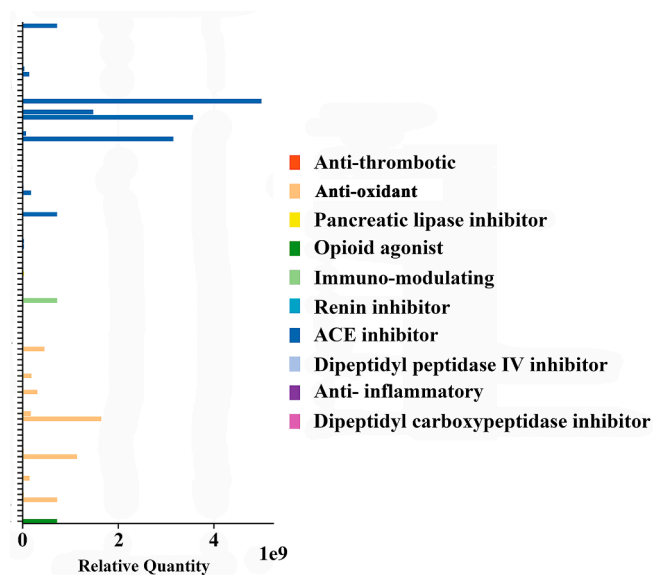 Anti-thrombotic
Anti-oxidant
Pancreatic lipase inhibitor
Opioid agonist
Immuno-modulating
Renin inhibitor
ACE inhibitor
Dipeptidyl peptidase IV inhibitor
Anti- inflammatory
Dipeptidyl carboxypeptidase inhibitor
0 2 4
1e9
Relative Quantity